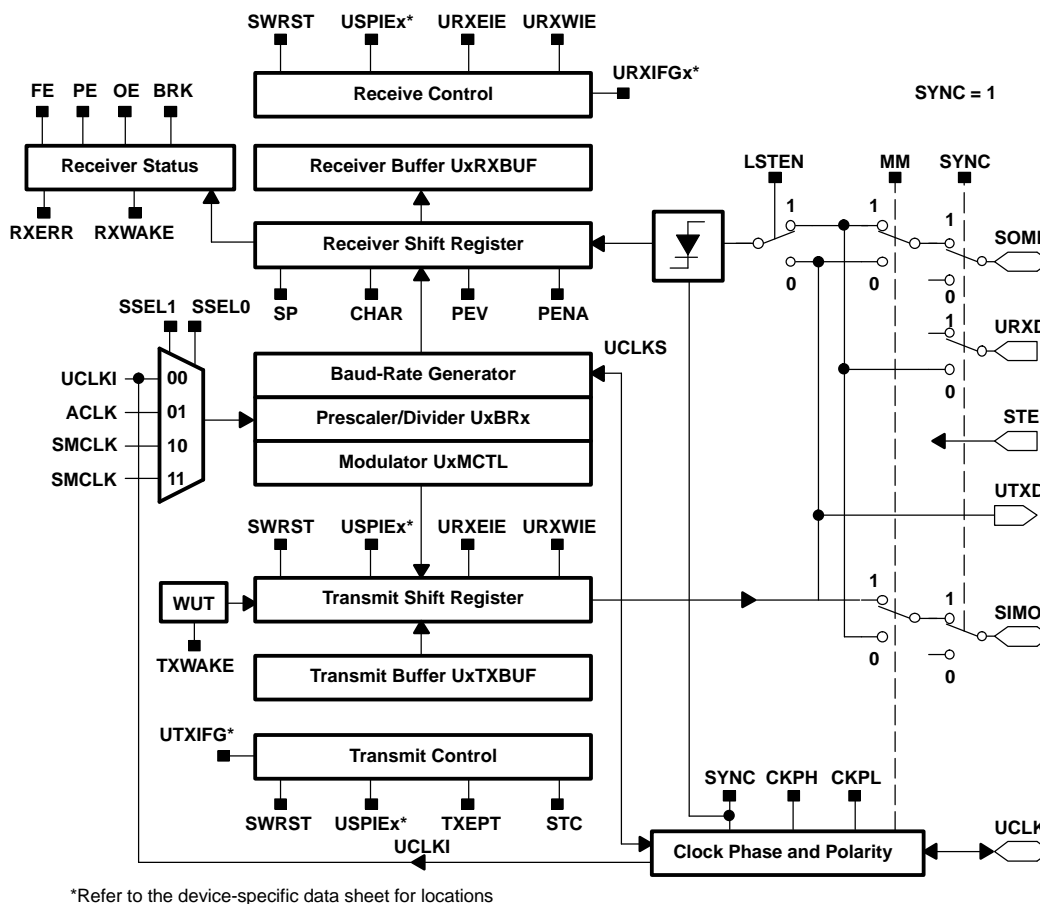 SWRST USPIEx* URXEIE URXWIE
Receive Control
URXIFGx*
SYNC = 1
FE PE OE BRK
Receiver Status
RXERR RXWAKE
Receiver Buffer UxRXBUF
Receiver Shift Register
SP CHAR PEV PENA
LSTEN MM SYNC
1 1 1
0 0 0
SOMI
1
0
URXD
STE
UTXD
SSEL1 SSEL0
UCLKI 00
ACLK 01
SMCLK 10
SMCLK 11
UCLKS
Baud-Rate Generator
Prescaler/Divider UxBRx
Modulator UxMCTL
SWRST USPIEx* URXEIE URXWIE
WUT
TXWAKE
Transmit Shift Register
Transmit Buffer UxTXBUF
1 1
0 0
SIMO
UTXIFG*
Transmit Control
SWRST USPIEx* TXEPT STC
UCLKI
SYNC CKPH CKPL
Clock Phase and Polarity
UCLK
*Refer to the device-specific data sheet for locations